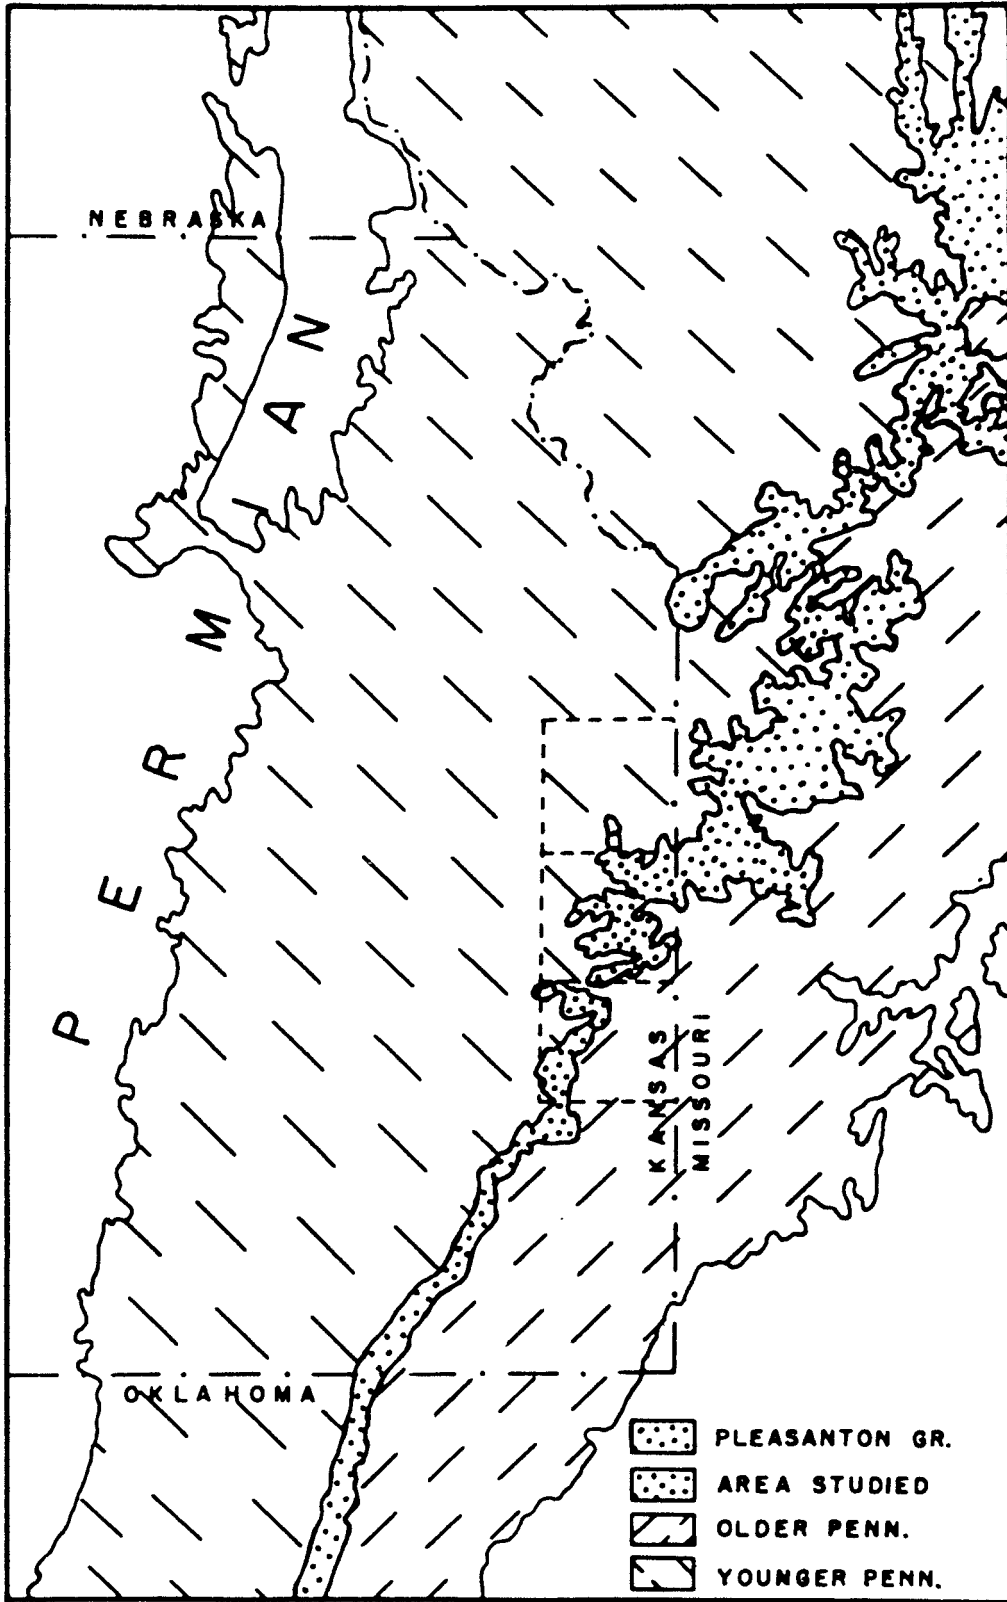 NEBRASKA
PERMIAN
KANSAS
MISSOURI
OKLAHOMA
PLEASANTON GR.
AREA STUDIED
OLDER PENN.
YOUNGER PENN.